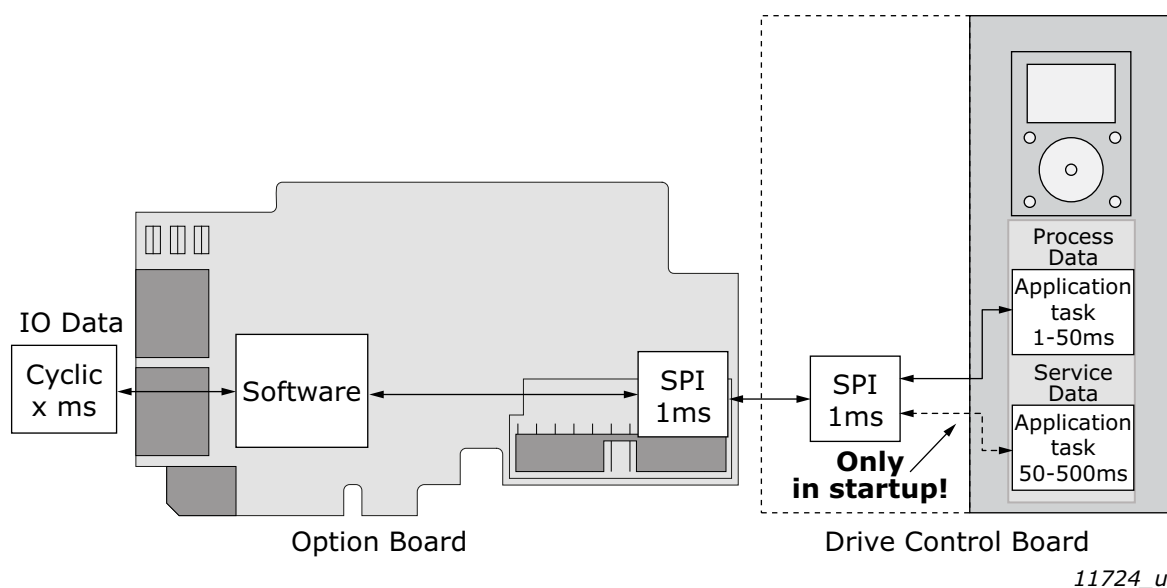 IO Data
Cyclic
x ms
Software
SPI
1ms
SPI
1ms
Process
Data
Application
task
1-50ms
Service
Data
Application
task
50-500ms
Only
in startup!
Option Board
Drive Control Board
11724_u